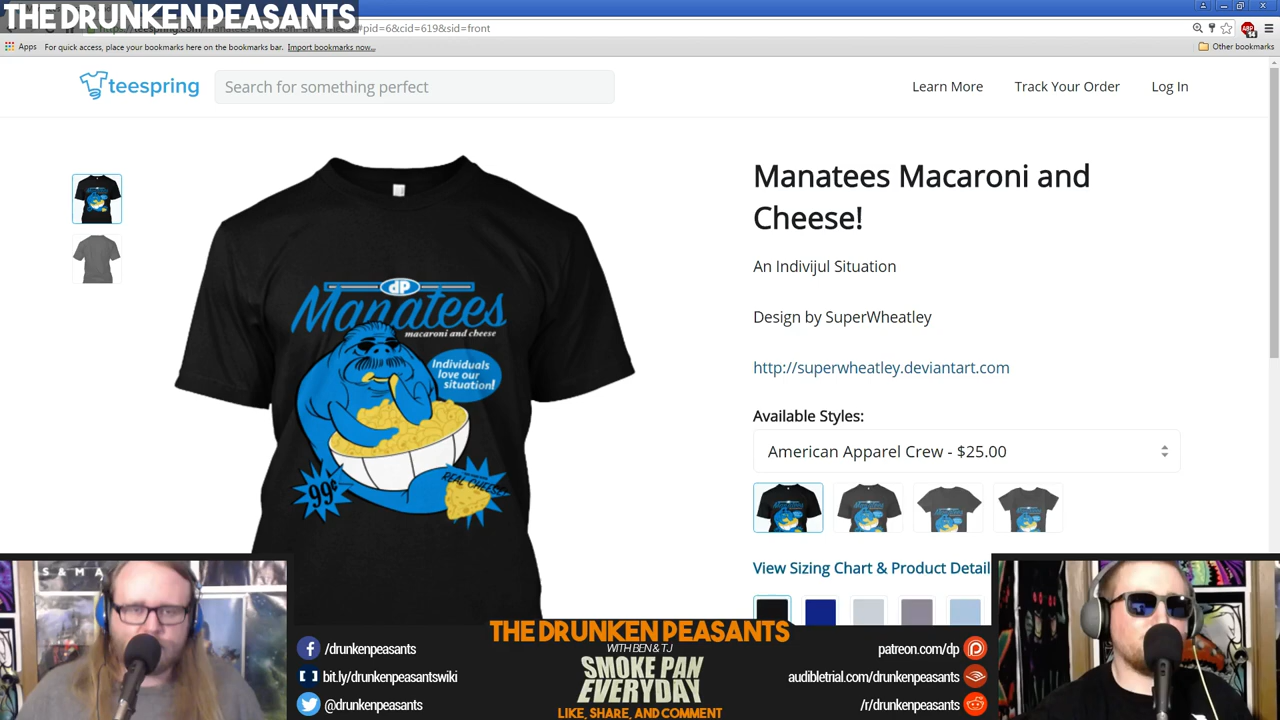 THE DRUNKEN PEASANTS
#pid=6&cid=619&sid=front
Apps For quick access, place your bookmarks here on the bookmarks bar. Import bookmarks now...
Other bookmarks
teespring
Search for something perfect
Learn More
Track Your Order
Log In
Manatees Macaroni and
Cheese!
An Indivijul Situation
Design by SuperWheatley
http://superwheatley.deviantart.com
Available Styles:
American Apparel Crew - $25.00
View Sizing Chart & Product Detail
dP
Manatees
macaroni and cheese
Individuals
love our
situation!
99¢
REAL CHEESE
S & M A
THE DRUNKEN PEASANTS
WITH BEN & TJ
SMOKE PAN
EVERYDAY
LIKE, SHARE, AND COMMENT
/drunkenpeasants
bit.ly/drunkenpeasantswiki
@drunkenpeasants
patreon.com/dp
audibletrial.com/drunkenpeasants
/r/drunkenpeasants